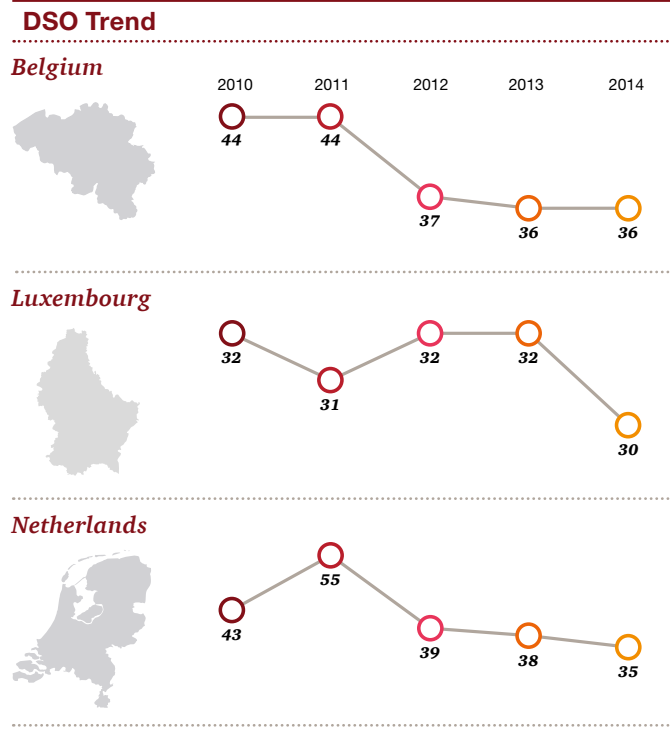 DSO Trend
Belgium
2010 2011 2012 2013 2014
44 44 37 36 36
Luxembourg
32 31 32 32 30
Netherlands
43 55 39 38 35